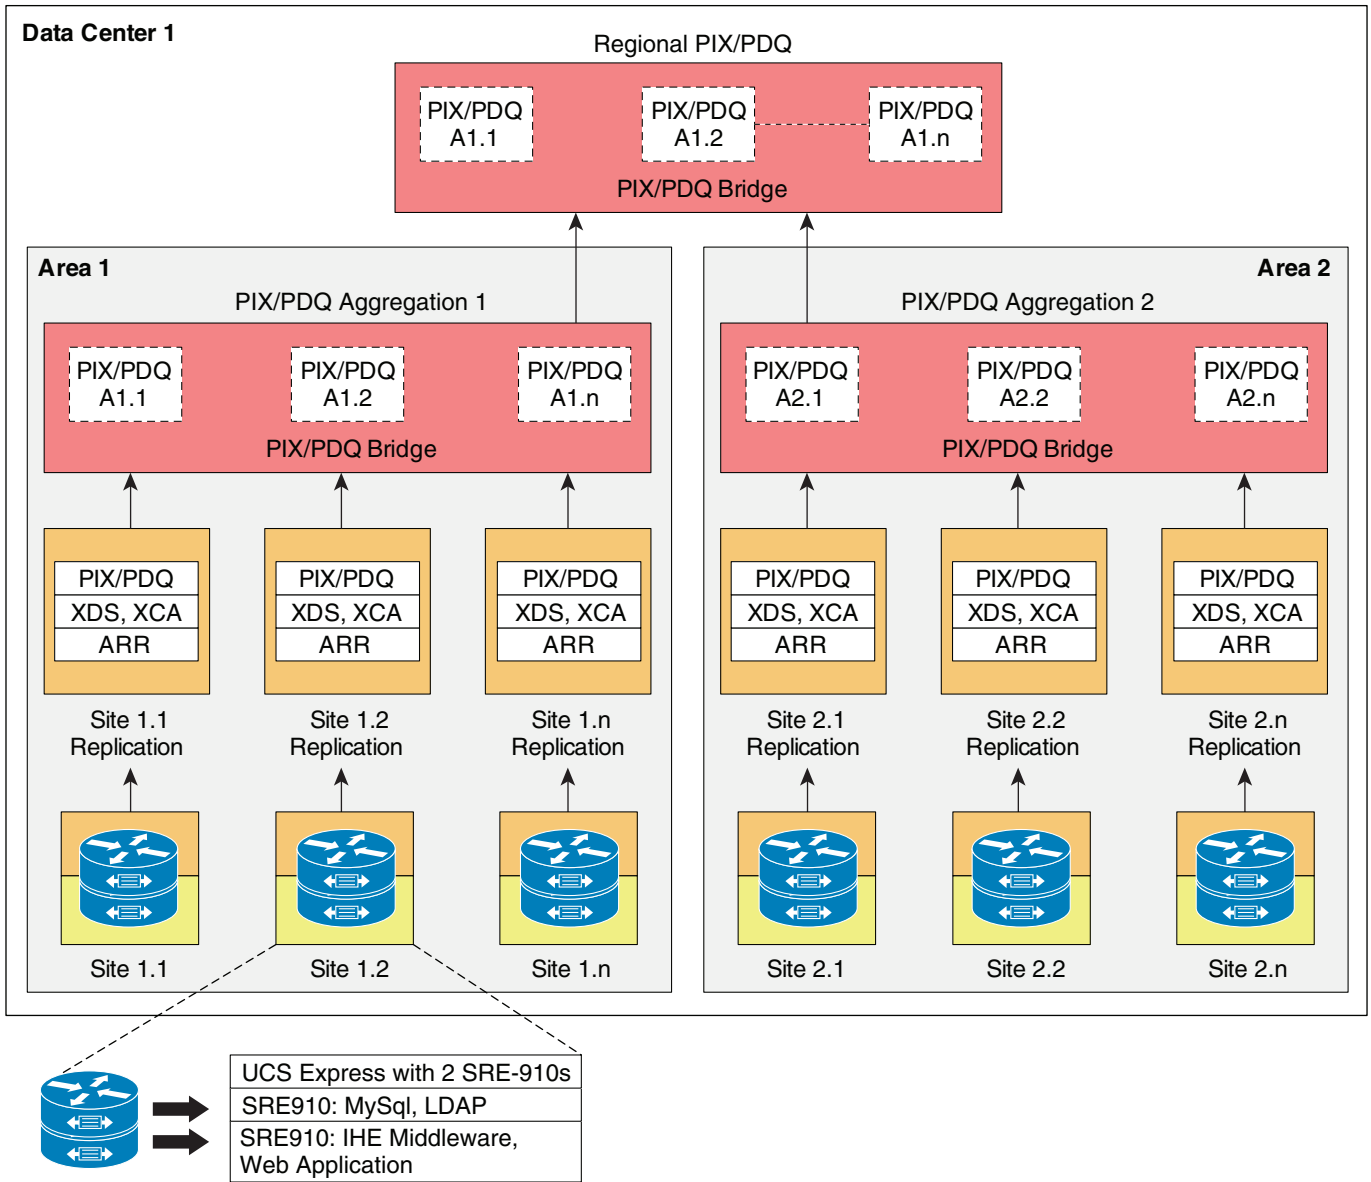 Data Center 1
Regional PIX/PDQ
PIX/PDQ
A1.1
PIX/PDQ
A1.2
PIX/PDQ
A1.n
PIX/PDQ Bridge
Area 1
PIX/PDQ Aggregation 1
PIX/PDQ
A1.1
PIX/PDQ
A1.2
PIX/PDQ
A1.n
PIX/PDQ Bridge
PIX/PDQ
XDS, XCA
ARR
PIX/PDQ
XDS, XCA
ARR
PIX/PDQ
XDS, XCA
ARR
Site 1.1
Replication
Site 1.2
Replication
Site 1.n
Replication
Site 1.1
Site 1.2
Site 1.n
Area 2
PIX/PDQ Aggregation 2
PIX/PDQ
A2.1
PIX/PDQ
A2.2
PIX/PDQ
A2.n
PIX/PDQ Bridge
PIX/PDQ
XDS, XCA
ARR
PIX/PDQ
XDS, XCA
ARR
PIX/PDQ
XDS, XCA
ARR
Site 2.1
Replication
Site 2.2
Replication
Site 2.n
Replication
Site 2.1
Site 2.2
Site 2.n
UCS Express with 2 SRE-910s
SRE910: MySql, LDAP
SRE910: IHE Middleware,
Web Application